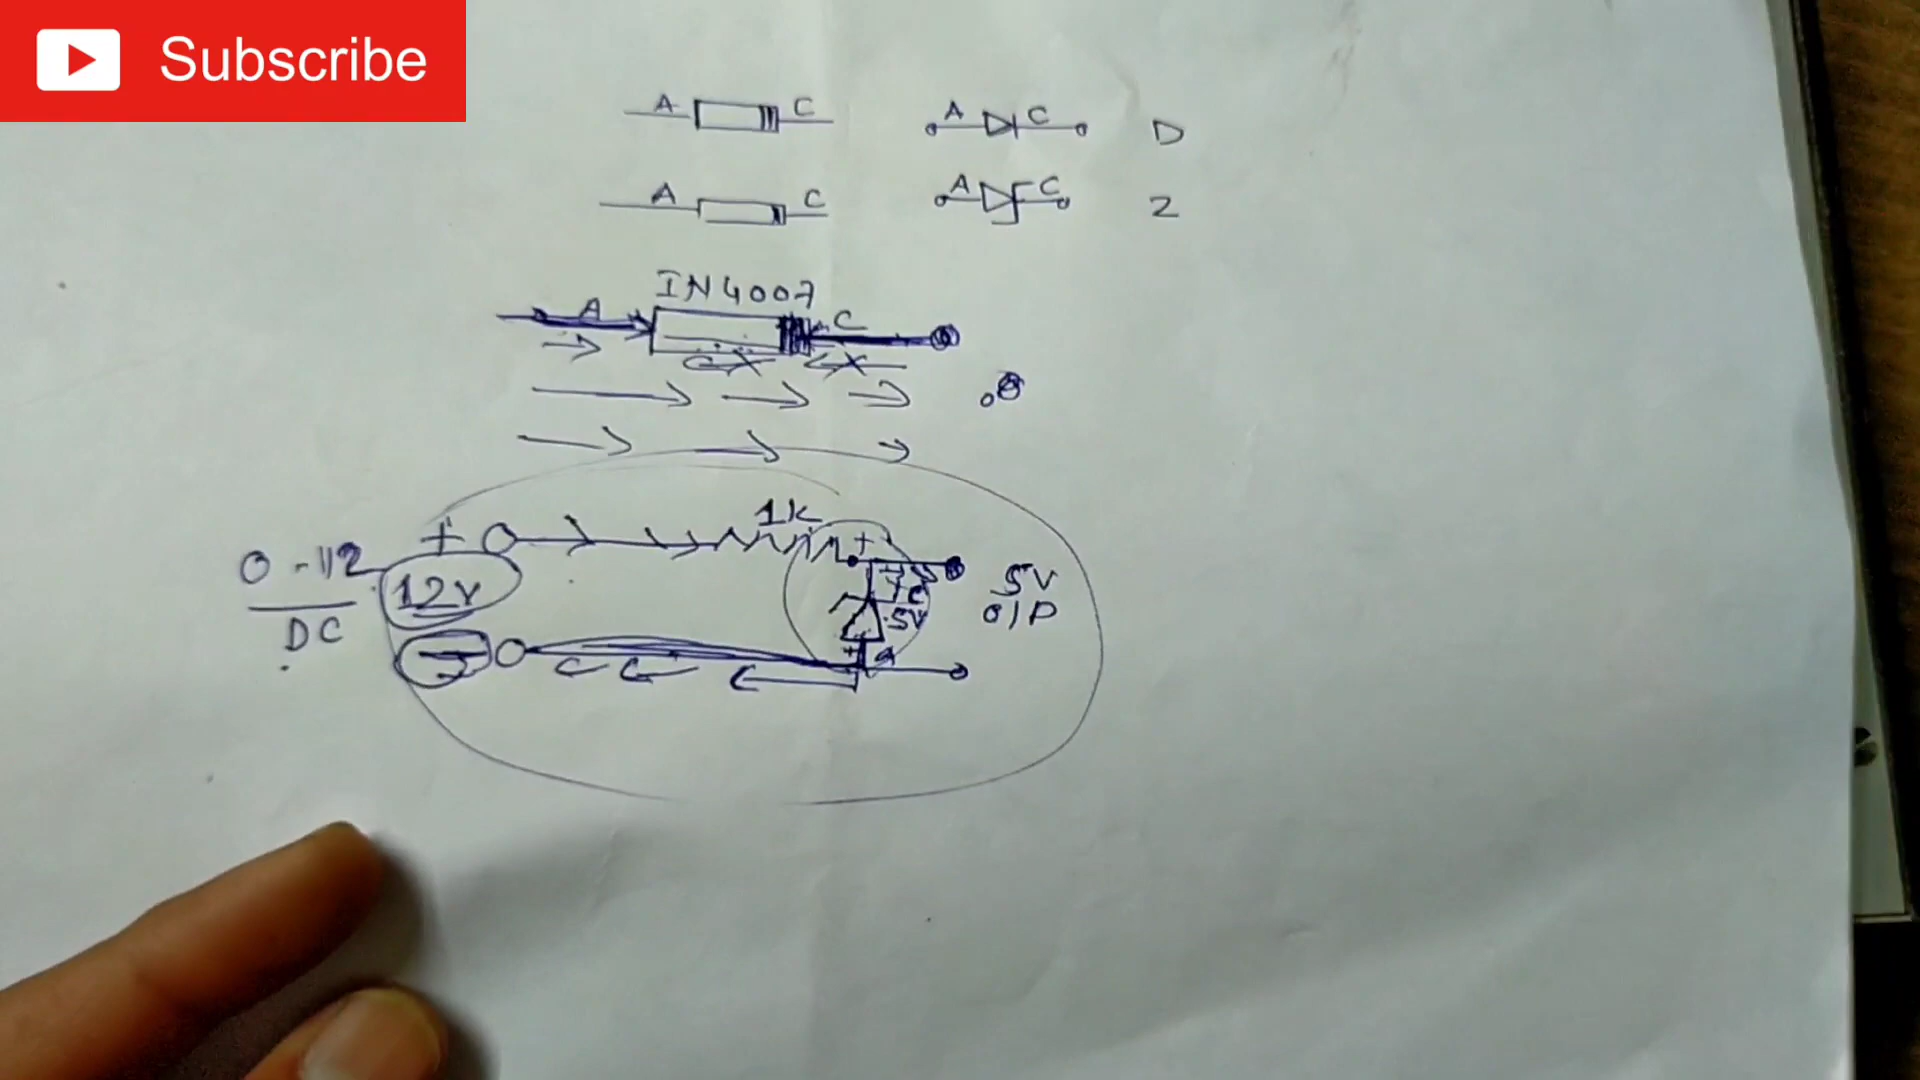 Subscribe
A C A C D
A C A C Z
IN4007
A C
1K
+ +
0-12 12V 5V
DC C 5V O/P
- + A